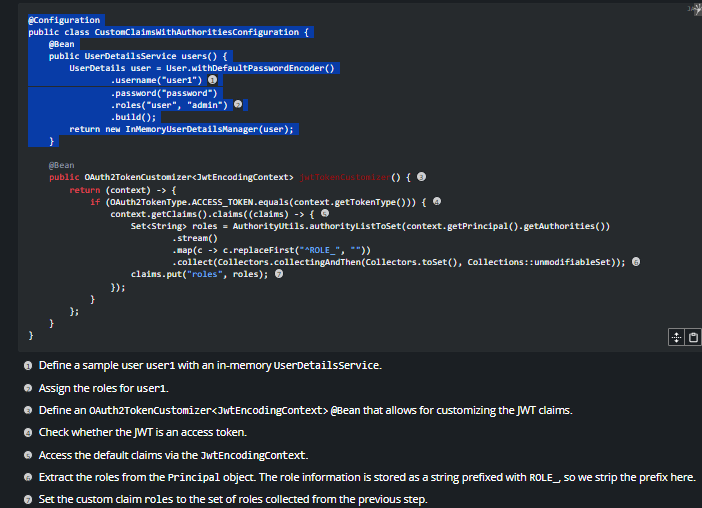 @Configuration
public class CustomClaimsWithAuthoritiesConfiguration {
    @Bean
    public UserDetailsService users() {
        UserDetails user = User.withDefaultPasswordEncoder()
                .username("user1") 1
                .password("password")
                .roles("user", "admin") 2
                .build();
        return new InMemoryUserDetailsManager(user);
    }
    @Bean
    public OAuth2TokenCustomizer<JwtEncodingContext> jwtTokenCustomizer() { 3
        return (context) -> {
            if (OAuth2TokenType.ACCESS_TOKEN.equals(context.getTokenType())) { 4
                context.getClaims().claims((claims) -> { 5
                    Set<String> roles = AuthorityUtils.authorityListToSet(context.getPrincipal().getAuthorities())
                            .stream()
                            .map(c -> c.replaceFirst("^ROLE_", ""))
                            .collect(Collectors.collectingAndThen(Collectors.toSet(), Collections::unmodifiableSet)); 6
                    claims.put("roles", roles); 7
                });
            }
        };
    }
}
1 Define a sample user user1 with an in-memory UserDetailsService.
2 Assign the roles for user1.
3 Define an OAuth2TokenCustomizer<JwtEncodingContext> @Bean that allows for customizing the JWT claims.
4 Check whether the JWT is an access token.
5 Access the default claims via the JwtEncodingContext.
6 Extract the roles from the Principal object. The role information is stored as a string prefixed with ROLE_, so we strip the prefix here.
7 Set the custom claim roles to the set of roles collected from the previous step.